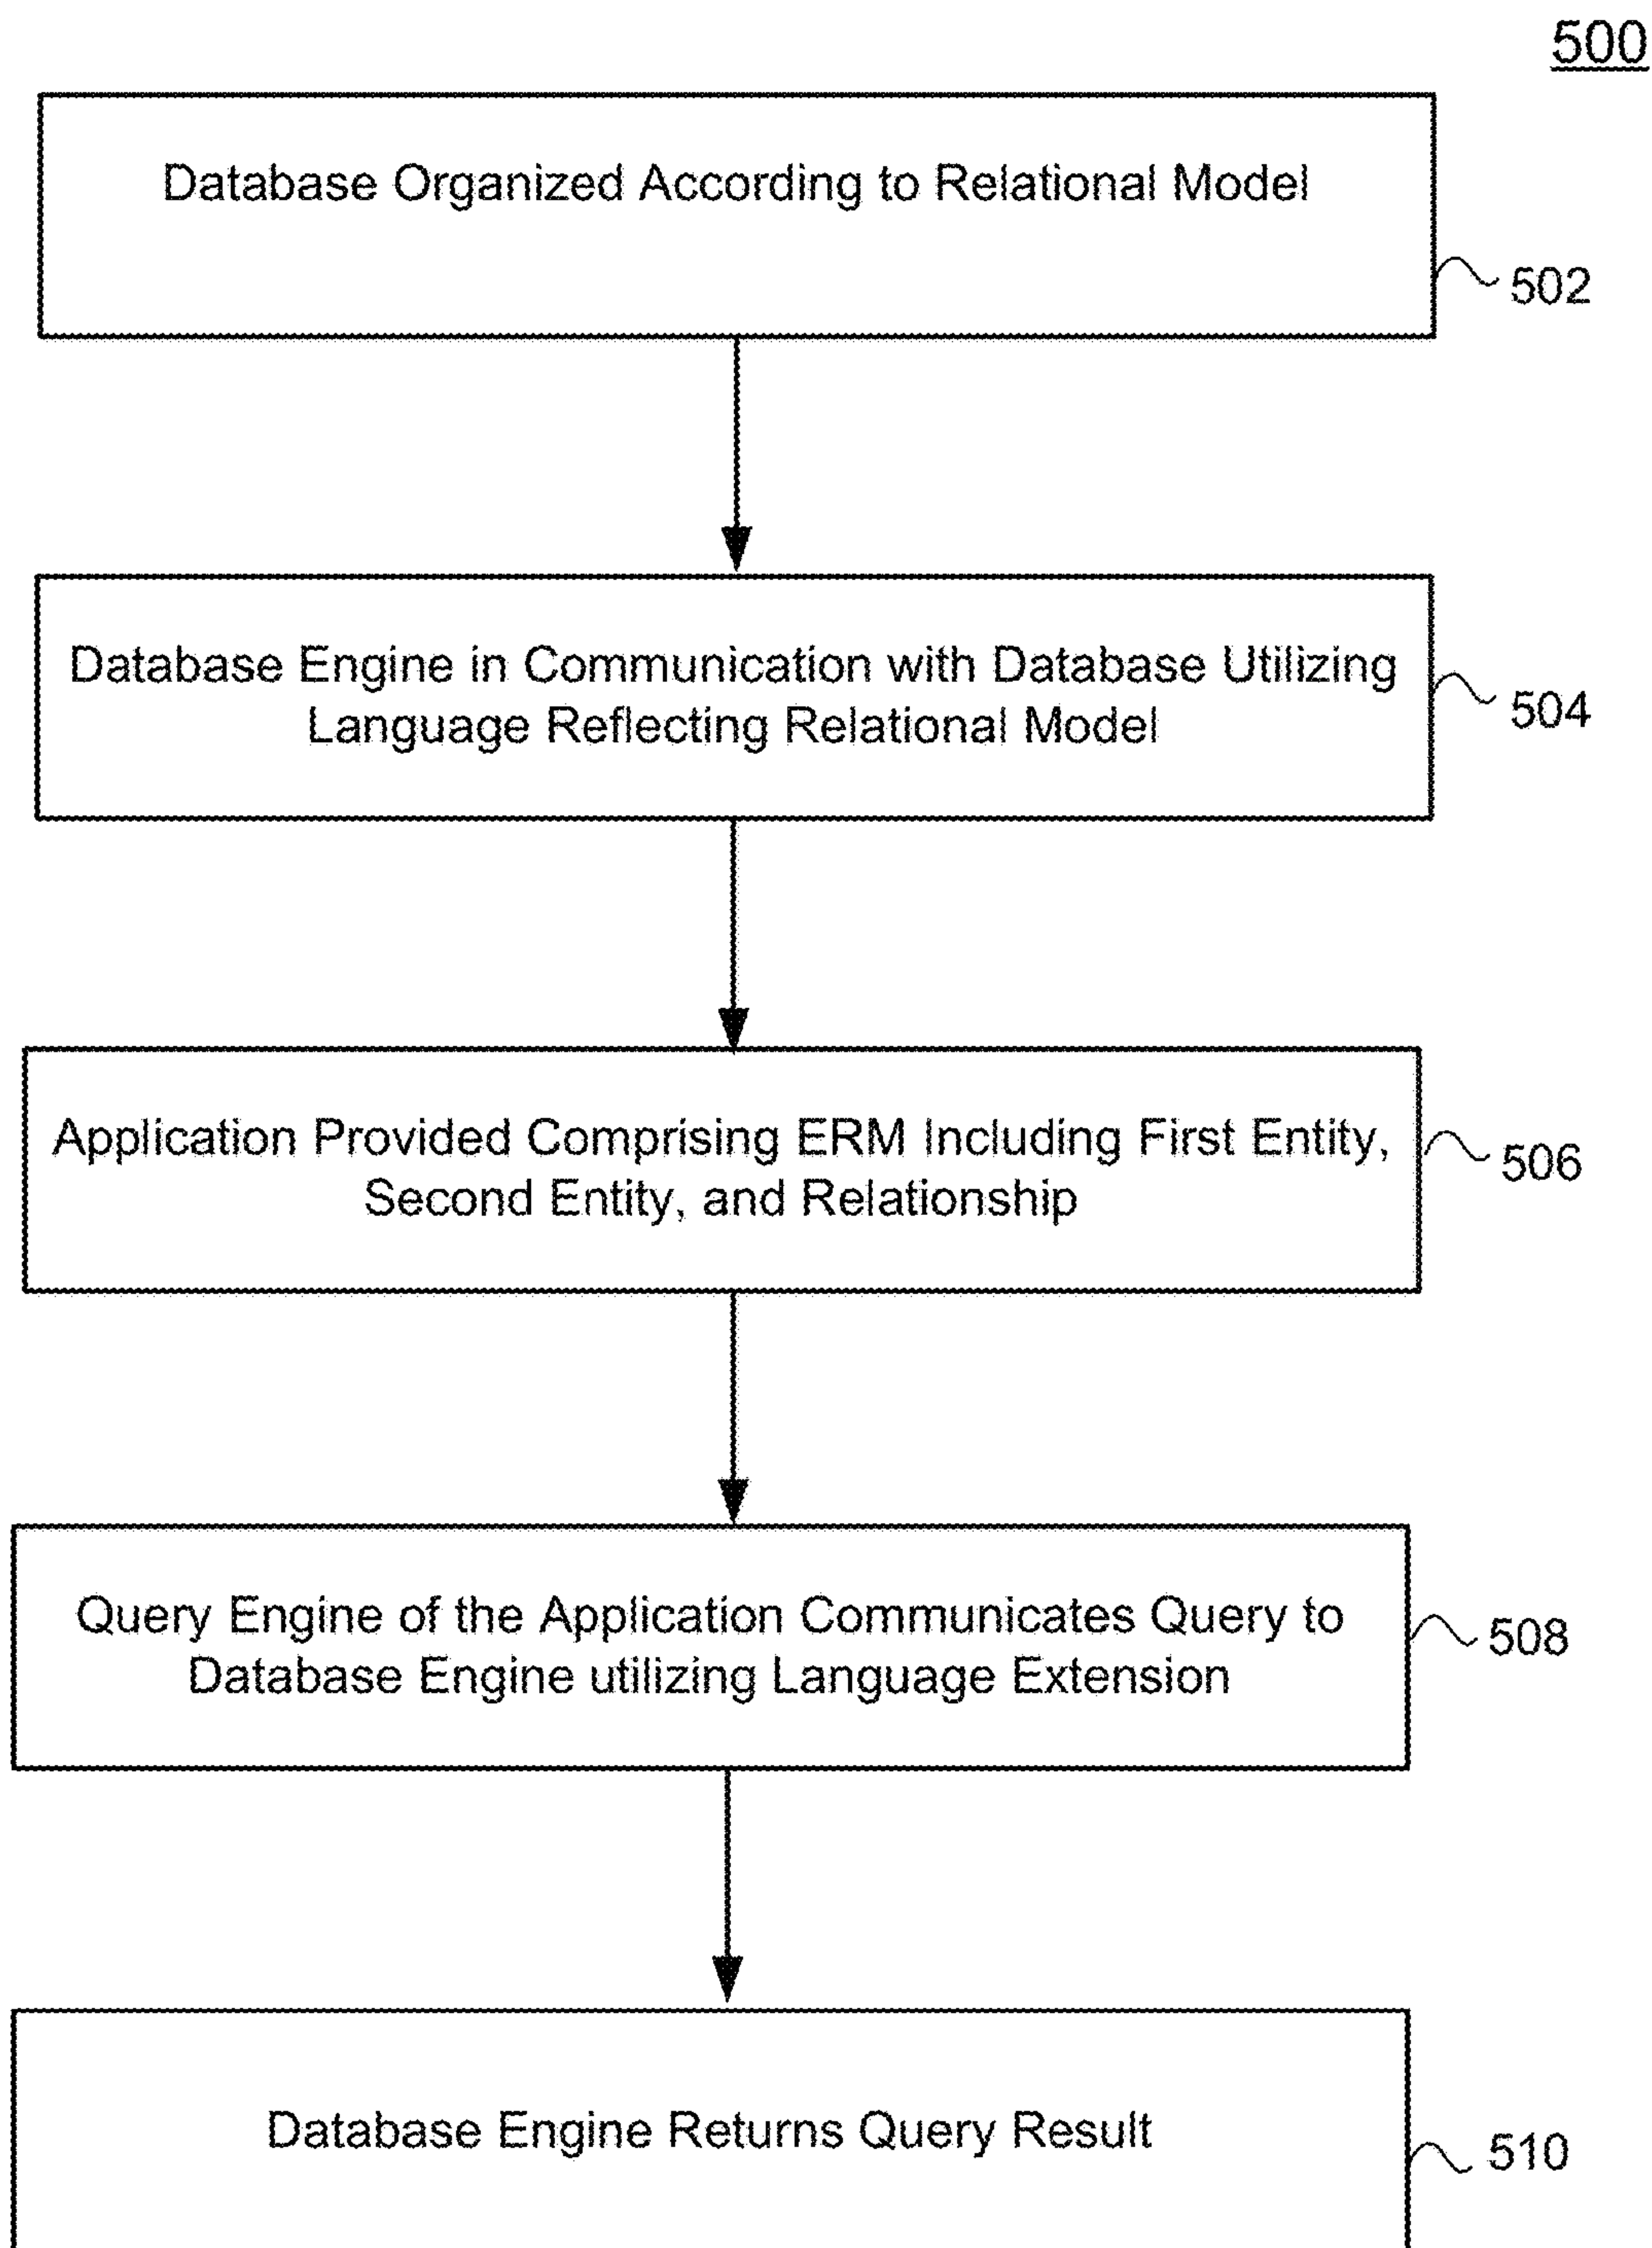 500
Database Organized According to Relational Model
502
Database Engine in Communication with Database Utilizing
Language Reflecting Relational Model
504
Application Provided Comprising ERM Including First Entity,
Second Entity, and Relationship
506
Query Engine of the Application Communicates Query to
Database Engine utilizing Language Extension
508
Database Engine Returns Query Result
510